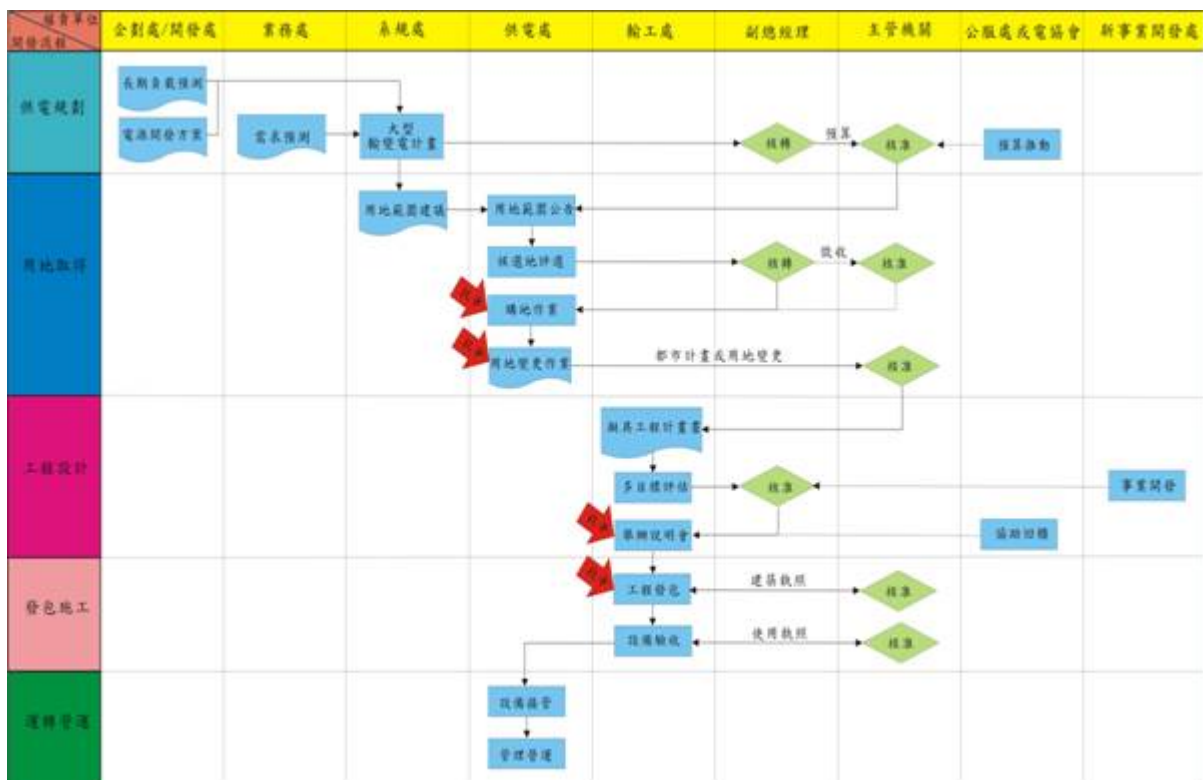 權責單位
開發流程
企劃處/開發處
業務處
系規處
供電處
輸工處
副總經理
主管機關
公服處或電協會
新事業開發處
供電規劃
長期負載預測
電源開發方案
需求預測
大型
輸變電計畫
核轉
預算
核准
預算推動
用地取得
用地範圍建議
用地範圍公告
候選地評選
核轉
徵收
核准
購地作業
用地變更作業
都市計畫或用地變更
核准
工程設計
擬具工程計畫書
多目標評估
核准
事業開發
舉辦說明會
協助回饋
發包施工
工程發包
建築執照
核准
設備驗收
使用執照
核准
運轉營運
設備接管
管理營運